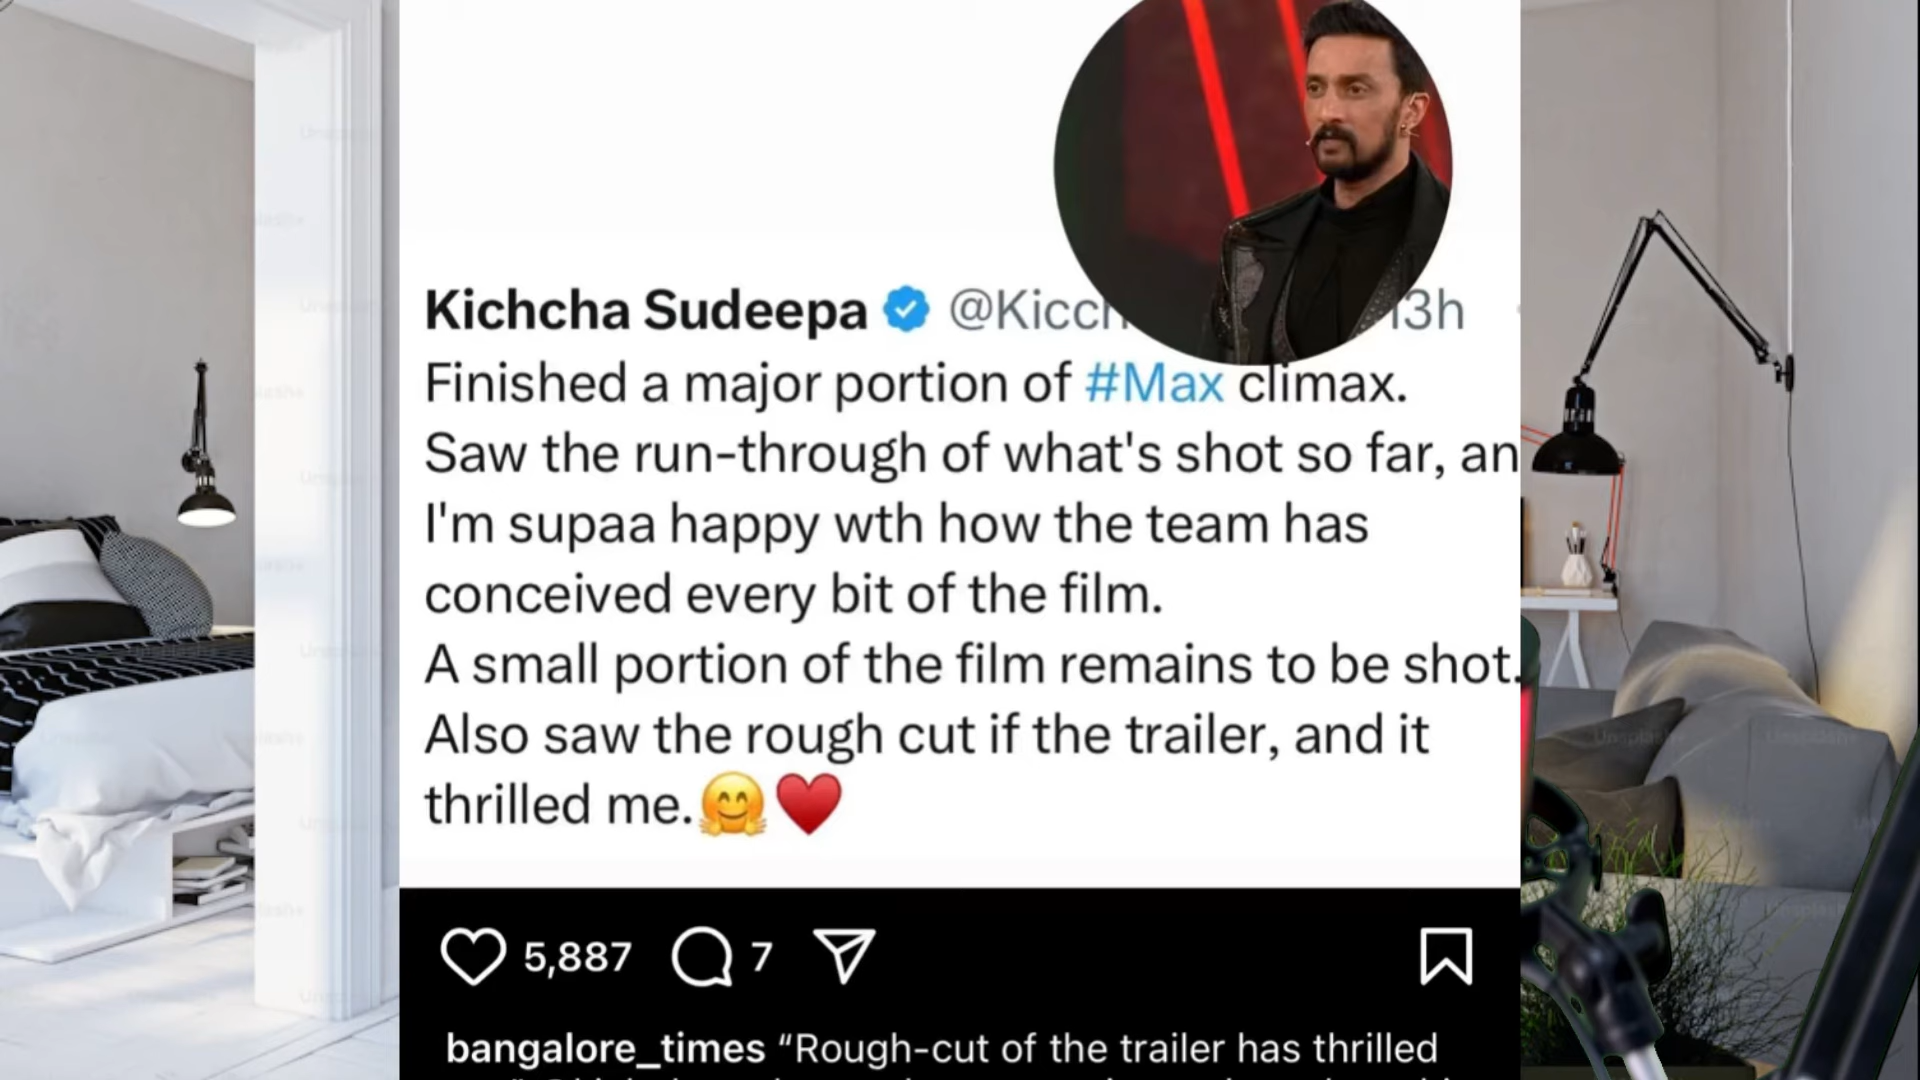 Kichcha Sudeepa @Kicch 13h
Finished a major portion of #Max climax.
Saw the run-through of what's shot so far, an
I'm supaa happy wth how the team has
conceived every bit of the film.
A small portion of the film remains to be shot.
Also saw the rough cut if the trailer, and it
thrilled me.🤗♥️
5,887 7
bangalore_times “Rough-cut of the trailer has thrilled